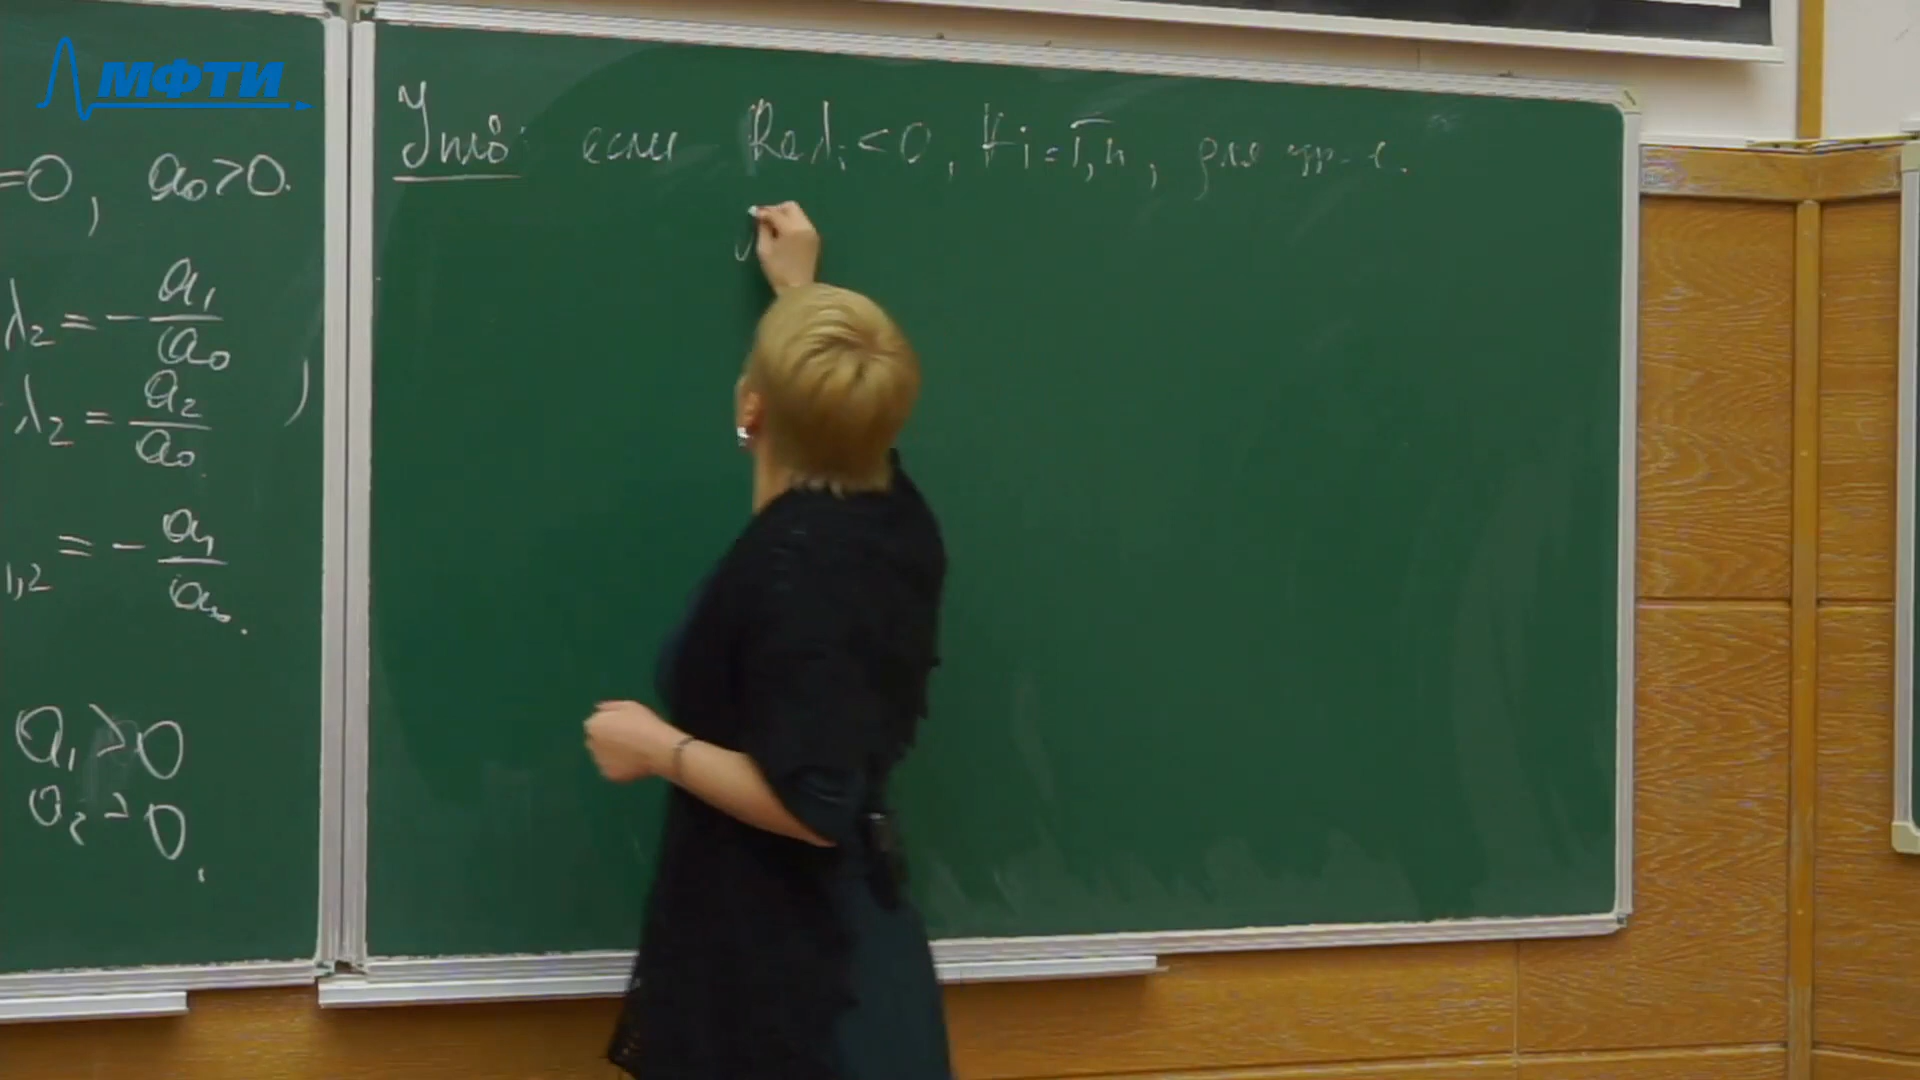 МФТИ
=0, a₀>0.
λ₂ = - a₁/a₀
λ₂ = a₂/a₀
1,2 = - a₁/a₀.
a₁ > 0
a₂ > 0.
Утв: если Re λᵢ < 0, ∀ i = 1,n, для ур-я